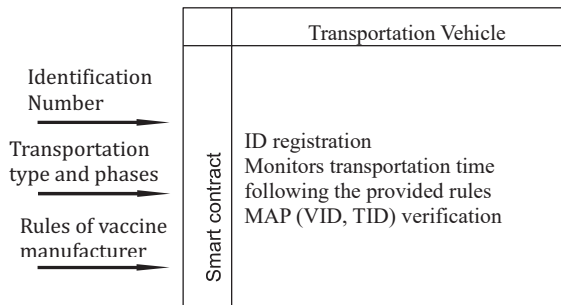 Transportation Vehicle
Identification
Number
Transportation
type and phases
Rules of vaccine
manufacturer
Smart contract
ID registration
Monitors transportation time
following the provided rules
MAP (VID, TID) verification